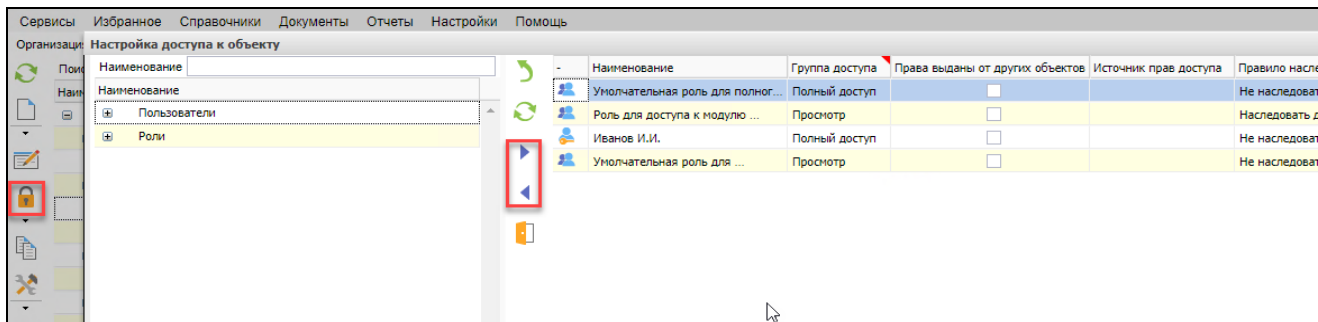 Сервисы Избранное Справочники Документы Отчеты Настройки Помощь
Организаци Настройка доступа к объекту
Наименование
Наименование
Пользователи
Роли
- Наименование Группа доступа Права выданы от других объектов Источник прав доступа Правило насле
Умолчательная роль для полног... Полный доступ Не наследоват
Роль для доступа к модулю ... Просмотр Наследовать д
Иванов И.И. Полный доступ Не наследоват
Умолчательная роль для ... Просмотр Не наследоват